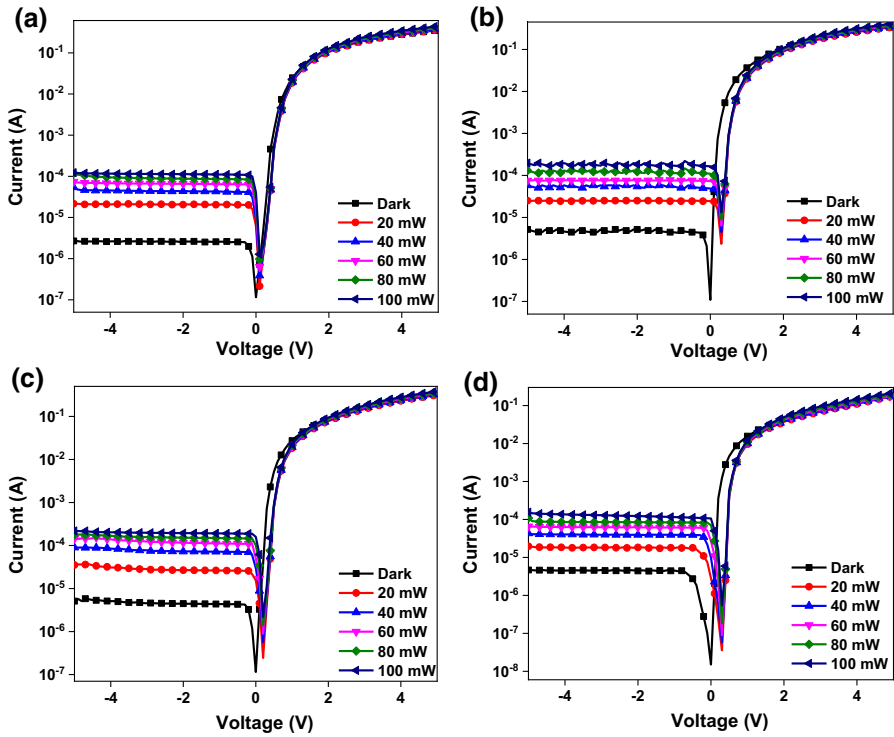 (a)
Current (A)
10⁻¹
10⁻²
10⁻³
10⁻⁴
10⁻⁵
10⁻⁶
10⁻⁷
-4
-2
0
2
4
Voltage (V)
Dark
20 mW
40 mW
60 mW
80 mW
100 mW
(b)
Current (A)
10⁻¹
10⁻²
10⁻³
10⁻⁴
10⁻⁵
10⁻⁶
10⁻⁷
-4
-2
0
2
4
Voltage (V)
Dark
20 mW
40 mW
60 mW
80 mW
100 mW
(c)
Current (A)
10⁻¹
10⁻²
10⁻³
10⁻⁴
10⁻⁵
10⁻⁶
10⁻⁷
-4
-2
0
2
4
Voltage (V)
Dark
20 mW
40 mW
60 mW
80 mW
100 mW
(d)
Current (A)
10⁻¹
10⁻²
10⁻³
10⁻⁴
10⁻⁵
10⁻⁶
10⁻⁷
10⁻⁸
-4
-2
0
2
4
Voltage (V)
Dark
20 mW
40 mW
60 mW
80 mW
100 mW